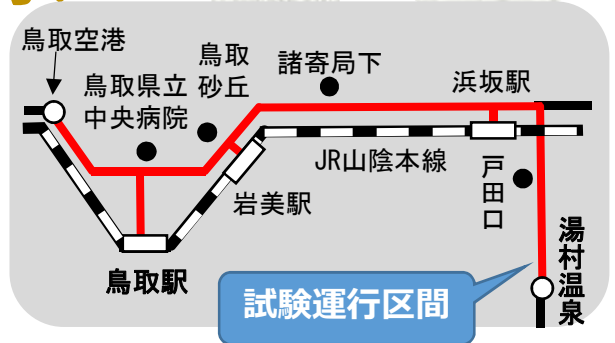 鳥取空港
鳥取県立
中央病院
鳥取
砂丘
諸寄局下
浜坂駅
JR山陰本線
岩美駅
戸田口
鳥取駅
湯村温泉
試験運行区間